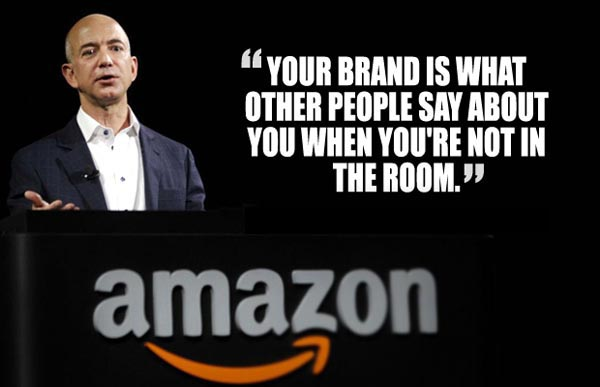 “YOUR BRAND IS WHAT
OTHER PEOPLE SAY ABOUT
YOU WHEN YOU'RE NOT IN
THE ROOM.”
amazon